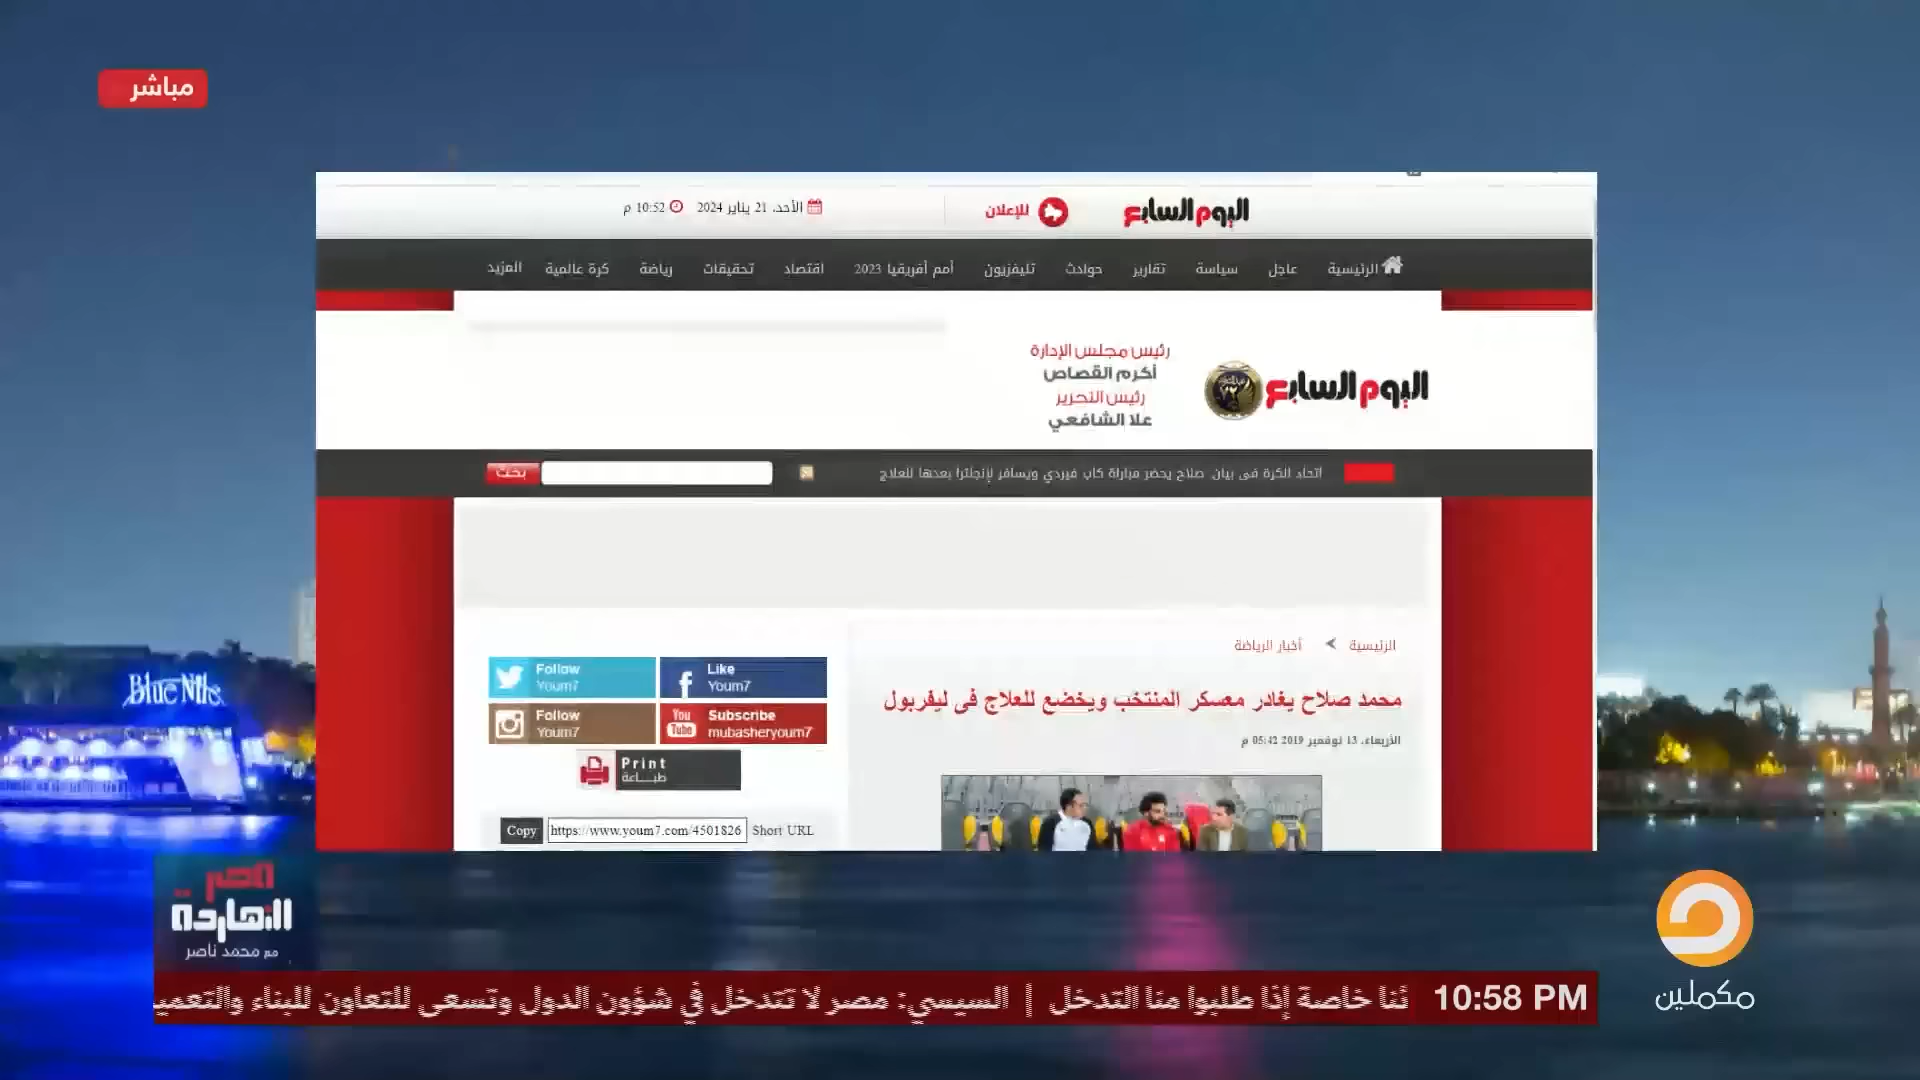 مباشر
اليوم السابع
للإعلان
الأحد، 21 يناير 2024
10:52 م
الرئيسية
عاجل
سياسة
تقارير
حوادث
تليفزيون
أمم أفريقيا 2023
اقتصاد
تحقيقات
رياضة
كرة عالمية
المزيد
اليوم السابع
رئيس مجلس الإدارة
أكرم القصاص
رئيس التحرير
علا الشافعي
اتحاد الكرة فى بيان: صلاح يحضر مباراة كاب فيردي ويسافر لإنجلترا بعدها للعلاج
بحث
الرئيسية
أخبار الرياضة
محمد صلاح يغادر معسكر المنتخب ويخضع للعلاج فى ليفربول
الأربعاء، 13 نوفمبر 2019 05:42 م
Follow
Youm7
Like
Youm7
Follow
Youm7
You
Tube
Subscribe
mubasheryoum7
Print
طبـــاعة
Copy
https://www.youm7.com/4501826
Short URL
Blue Nile
مصر
النهاردة
مع محمد ناصر
10:58 PM
خاصة إذا طلبوا منا التدخل | السيسي: مصر لا تتدخل في شؤون الدول وتسعى للتعاون للبناء
مكملين